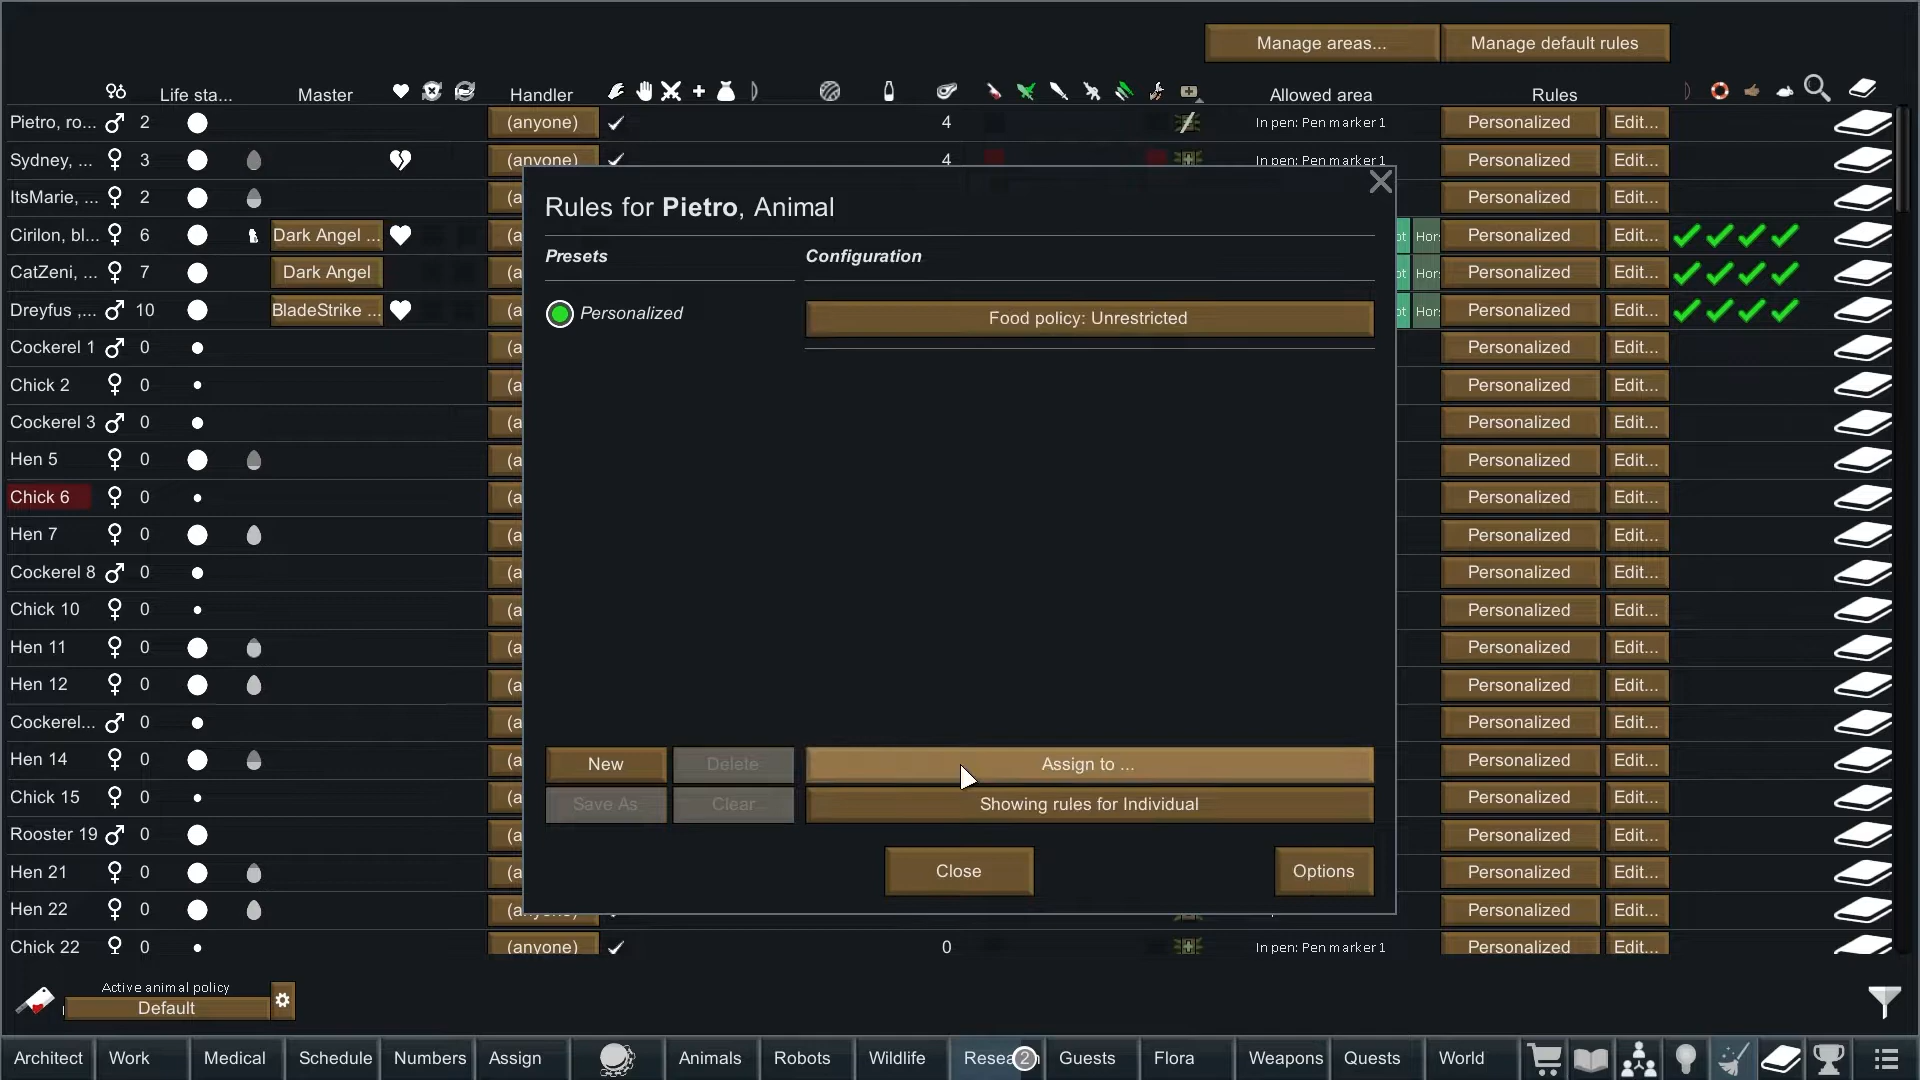 Manage areas... Manage default rules
Life sta... Master Handler Allowed area Rules
Pietro, ro... 2 (anyone) 4 In pen: Pen marker 1 Personalized Edit...
Sydney, ... 3 (anyone) 4 In pen: Pen marker 1 Personalized Edit...
ItsMarie, ... 2 (a Personalized Edit...
Cirilon, bl... 6 Dark Angel ... (a ot Hor Personalized Edit...
CatZeni, ... 7 Dark Angel (a ot Hor Personalized Edit...
Dreyfus ,... 10 BladeStrike ... (a ot Hor Personalized Edit...
Cockerel 1 0 (a Personalized Edit...
Chick 2 0 (a Personalized Edit...
Cockerel 3 0 (a Personalized Edit...
Hen 5 0 (a Personalized Edit...
Chick 6 0 (a Personalized Edit...
Hen 7 0 (a Personalized Edit...
Cockerel 8 0 (a Personalized Edit...
Chick 10 0 (a Personalized Edit...
Hen 11 0 (a Personalized Edit...
Hen 12 0 (a Personalized Edit...
Cockerel... 0 (a Personalized Edit...
Hen 14 0 (a Personalized Edit...
Chick 15 0 (a Personalized Edit...
Rooster 19 0 (a Personalized Edit...
Hen 21 0 (a Personalized Edit...
Hen 22 0 (anyone) Personalized Edit...
Chick 22 0 (anyone) 0 In pen: Pen marker 1 Personalized Edit...
Rules for Pietro, Animal
Presets Configuration
Personalized Food policy: Unrestricted
New Delete Assign to ...
Save As Clear Showing rules for Individual
Close Options
Active animal policy
Default
Architect Work Medical Schedule Numbers Assign Animals Robots Wildlife Resea 2 n Guests Flora Weapons Quests World